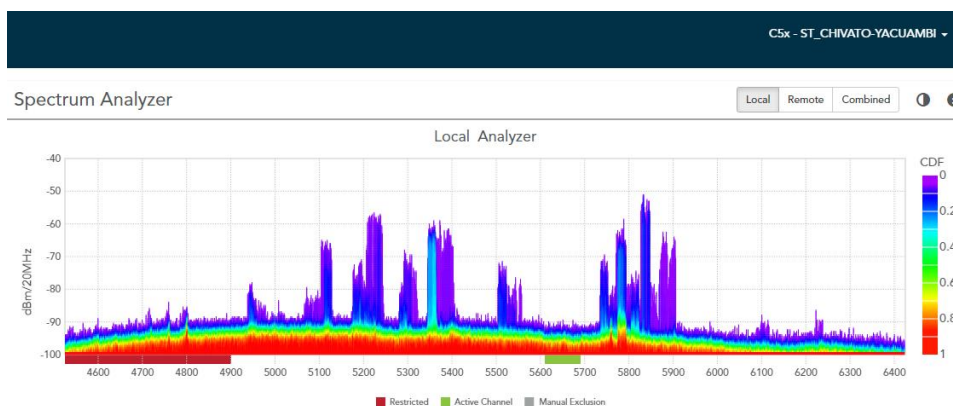 C5x - ST_CHIVATO-YACUAMBI
Spectrum Analyzer
Local Remote Combined
Local Analyzer
CDF
-40
-50
-60
-70
-80
-90
-100
dBm/20MHz
0
0.2
0.4
0.6
0.8
1
4600 4700 4800 4900 5000 5100 5200 5300 5400 5500 5600 5700 5800 5900 6000 6100 6200 6300 6400
Restricted Active Channel Manual Exclusion